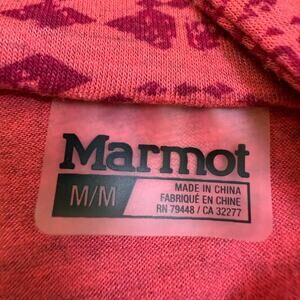 Marmot
M/M
MADE IN CHINA
FABRIQUÉ EN CHINE
RN 79448 / CA 32277